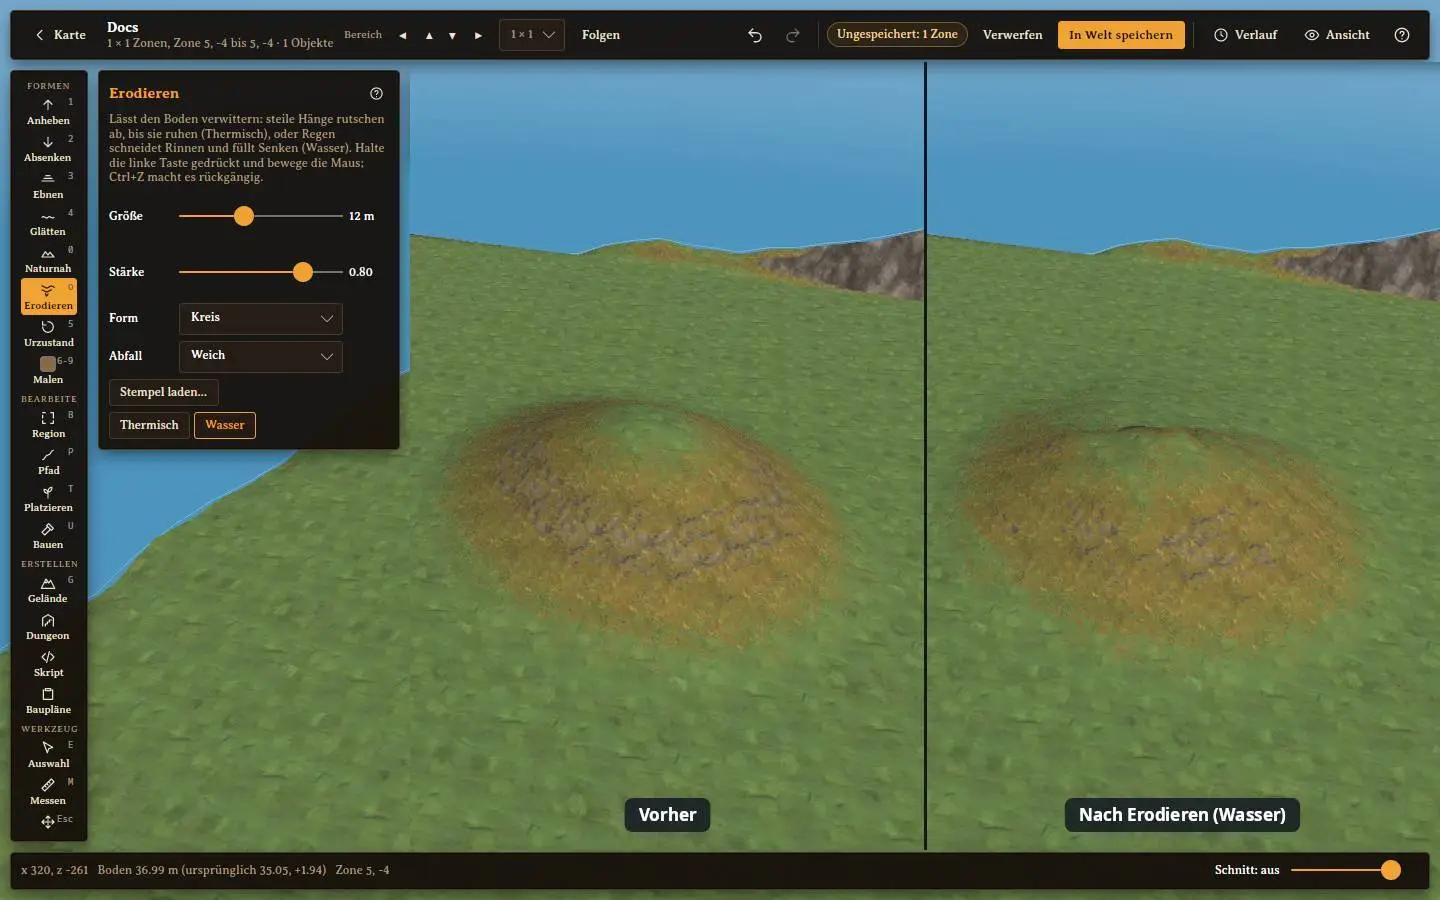 Karte
Docs
1 × 1 Zonen, Zone 5, -4 bis 5, -4 · 1 Objekte
Bereich
1 × 1
Folgen
Ungespeichert: 1 Zone
Verwerfen
In Welt speichern
Verlauf
Ansicht
FORMEN
1
Anheben
2
Absenken
3
Ebnen
4
Glätten
0
Naturnah
O
Erodieren
5
Urzustand
6-9
Malen
BEARBEITE
B
Region
P
Pfad
T
Platzieren
U
Bauen
ERSTELLEN
G
Gelände
Dungeon
Skript
Baupläne
WERKZEUG
E
Auswahl
M
Messen
Esc
Erodieren
Lässt den Boden verwittern: steile Hänge rutschen
ab, bis sie ruhen (Thermisch), oder Regen
schneidet Rinnen und füllt Senken (Wasser). Halte
die linke Taste gedrückt und bewege die Maus;
Ctrl+Z macht es rückgängig.
Größe
12 m
Stärke
0.80
Form
Kreis
Abfall
Weich
Stempel laden...
Thermisch
Wasser
Vorher
Nach Erodieren (Wasser)
x 320, z -261 Boden 36.99 m (ursprünglich 35.05, +1.94) Zone 5, -4
Schnitt: aus